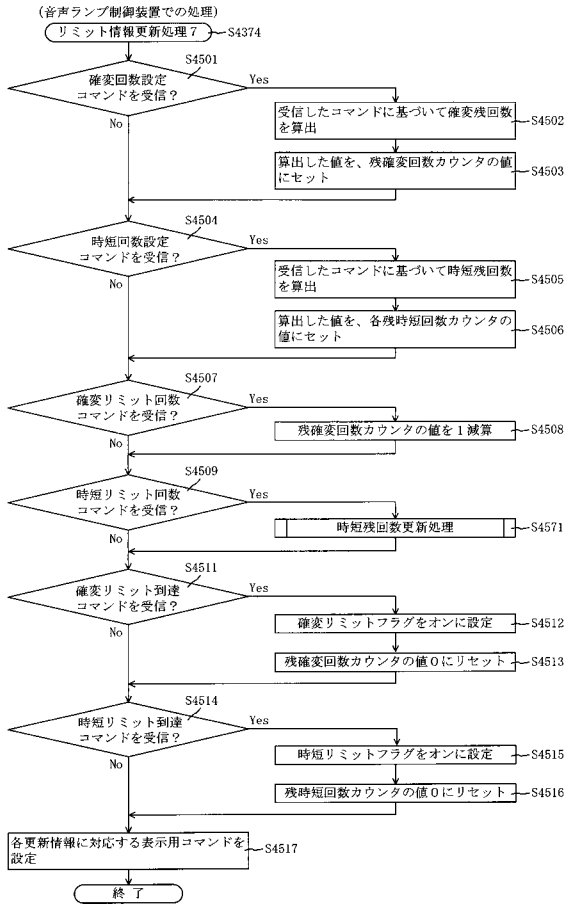 (音声ランプ制御装置での処理)
リミット情報更新処理7
S4374
S4501
確変回数設定
コマンドを受信?
Yes
No
受信したコマンドに基づいて確変残回数
を算出
S4502
算出した値を、残確変回数カウンタの値
にセット
S4503
S4504
時短回数設定
コマンドを受信?
Yes
No
受信したコマンドに基づいて時短残回数
を算出
S4505
算出した値を、各残時短回数カウンタの
値にセット
S4506
S4507
確変リミット回数
コマンドを受信?
Yes
No
残確変回数カウンタの値を1減算
S4508
S4509
時短リミット回数
コマンドを受信?
Yes
No
時短残回数更新処理
S4571
S4511
確変リミット到達
コマンドを受信?
Yes
No
確変リミットフラグをオンに設定
S4512
残確変回数カウンタの値0にリセット
S4513
S4514
時短リミット到達
コマンドを受信?
Yes
No
時短リミットフラグをオンに設定
S4515
残時短回数カウンタの値0にリセット
S4516
各更新情報に対応する表示用コマンドを
設定
S4517
終了